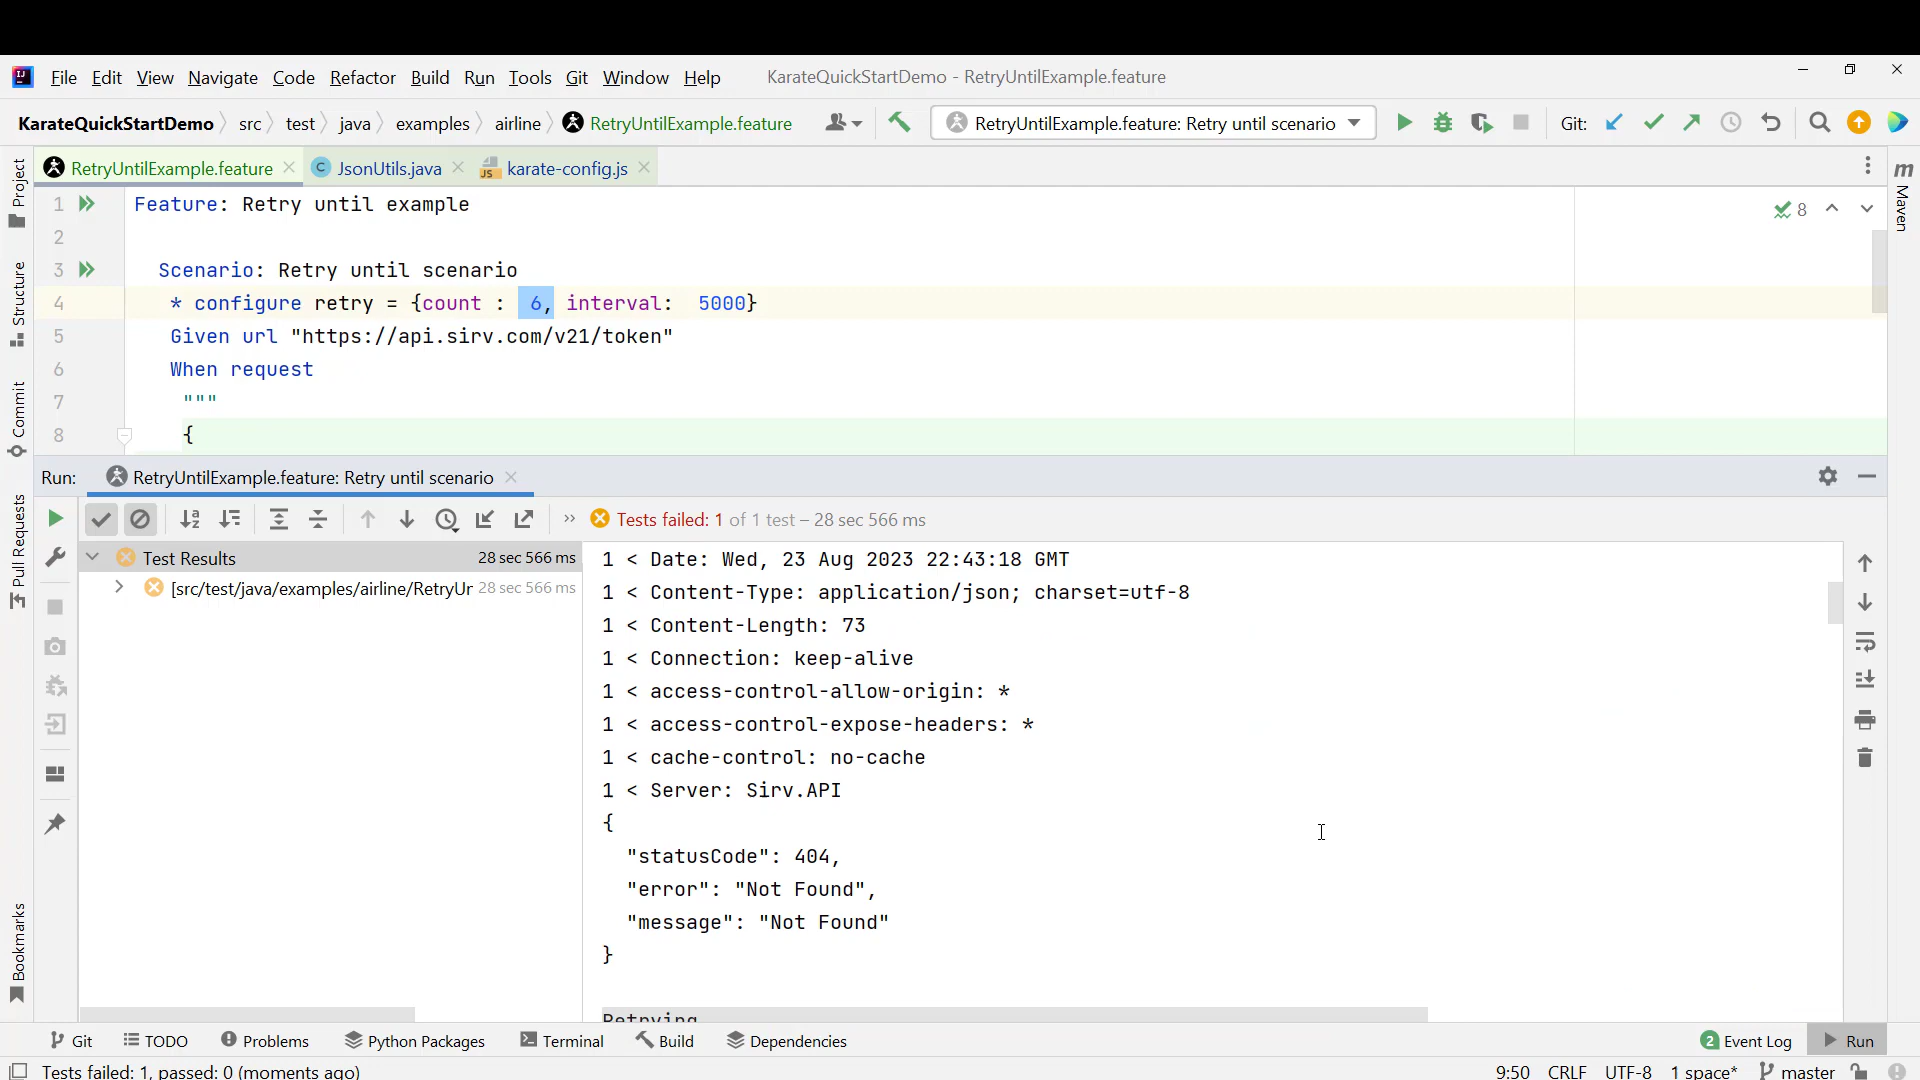 File Edit View Navigate Code Refactor Build Run Tools Git Window Help KarateQuickStartDemo - RetryUntilExample.feature
KarateQuickStartDemo src test java examples airline RetryUntilExample.feature RetryUntilExample.feature: Retry until scenario Git:
RetryUntilExample.feature JsonUtils.java karate-config.js
Project
Structure
Commit
Pull Requests
Bookmarks
Maven
1 Feature: Retry until example
8
2
3 Scenario: Retry until scenario
4 * configure retry = {count : 6, interval: 5000}
5 Given url "https://api.sirv.com/v21/token"
6 When request
7 """
8 {
Run: RetryUntilExample.feature: Retry until scenario
Tests failed: 1 of 1 test – 28 sec 566 ms
Test Results 28 sec 566 ms
[src/test/java/examples/airline/RetryUr 28 sec 566 ms
1 < Date: Wed, 23 Aug 2023 22:43:18 GMT
1 < Content-Type: application/json; charset=utf-8
1 < Content-Length: 73
1 < Connection: keep-alive
1 < access-control-allow-origin: *
1 < access-control-expose-headers: *
1 < cache-control: no-cache
1 < Server: Sirv.API
{
"statusCode": 404,
"error": "Not Found",
"message": "Not Found"
}
Retrying
Git TODO Problems Python Packages Terminal Build Dependencies 2 Event Log Run
Tests failed: 1, passed: 0 (moments ago) 9:50 CRLF UTF-8 1 space* master